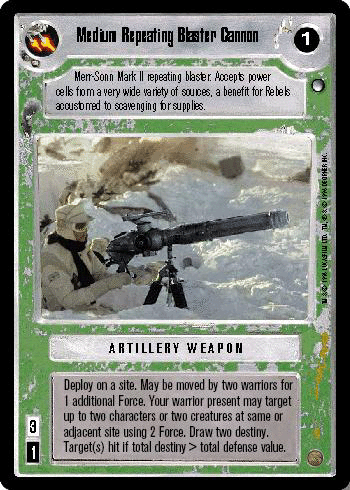 Medium Repeating Blaster Cannon
1
Merr-Sonn Mark II repeating blaster. Accepts power
cells from a very wide variety of sources, a benefit for Rebels
accustomed to scavenging for supplies.
ARTILLERY WEAPON
Deploy on a site. May be moved by two warriors for
1 additional Force. Your warrior present may target
up to two characters or two creatures at same or
adjacent site using 2 Force. Draw two destiny.
Target(s) hit if total destiny > total defense value.
3
1